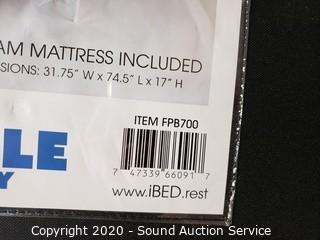 AM MATTRESS INCLUDED
SIONS: 31.75" W x 74.5" L x 17" H
ITEM FPB700
LE
Y
7 47339 66091 7
www.iBED.rest
Copyright 2020 - Sound Auction Service